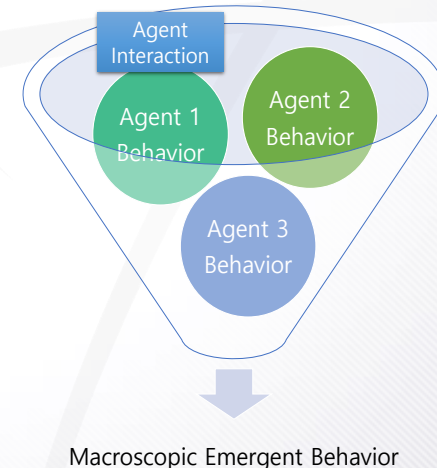 Agent
Interaction
Agent 1
Behavior
Agent 2
Behavior
Agent 3
Behavior
Macroscopic Emergent Behavior